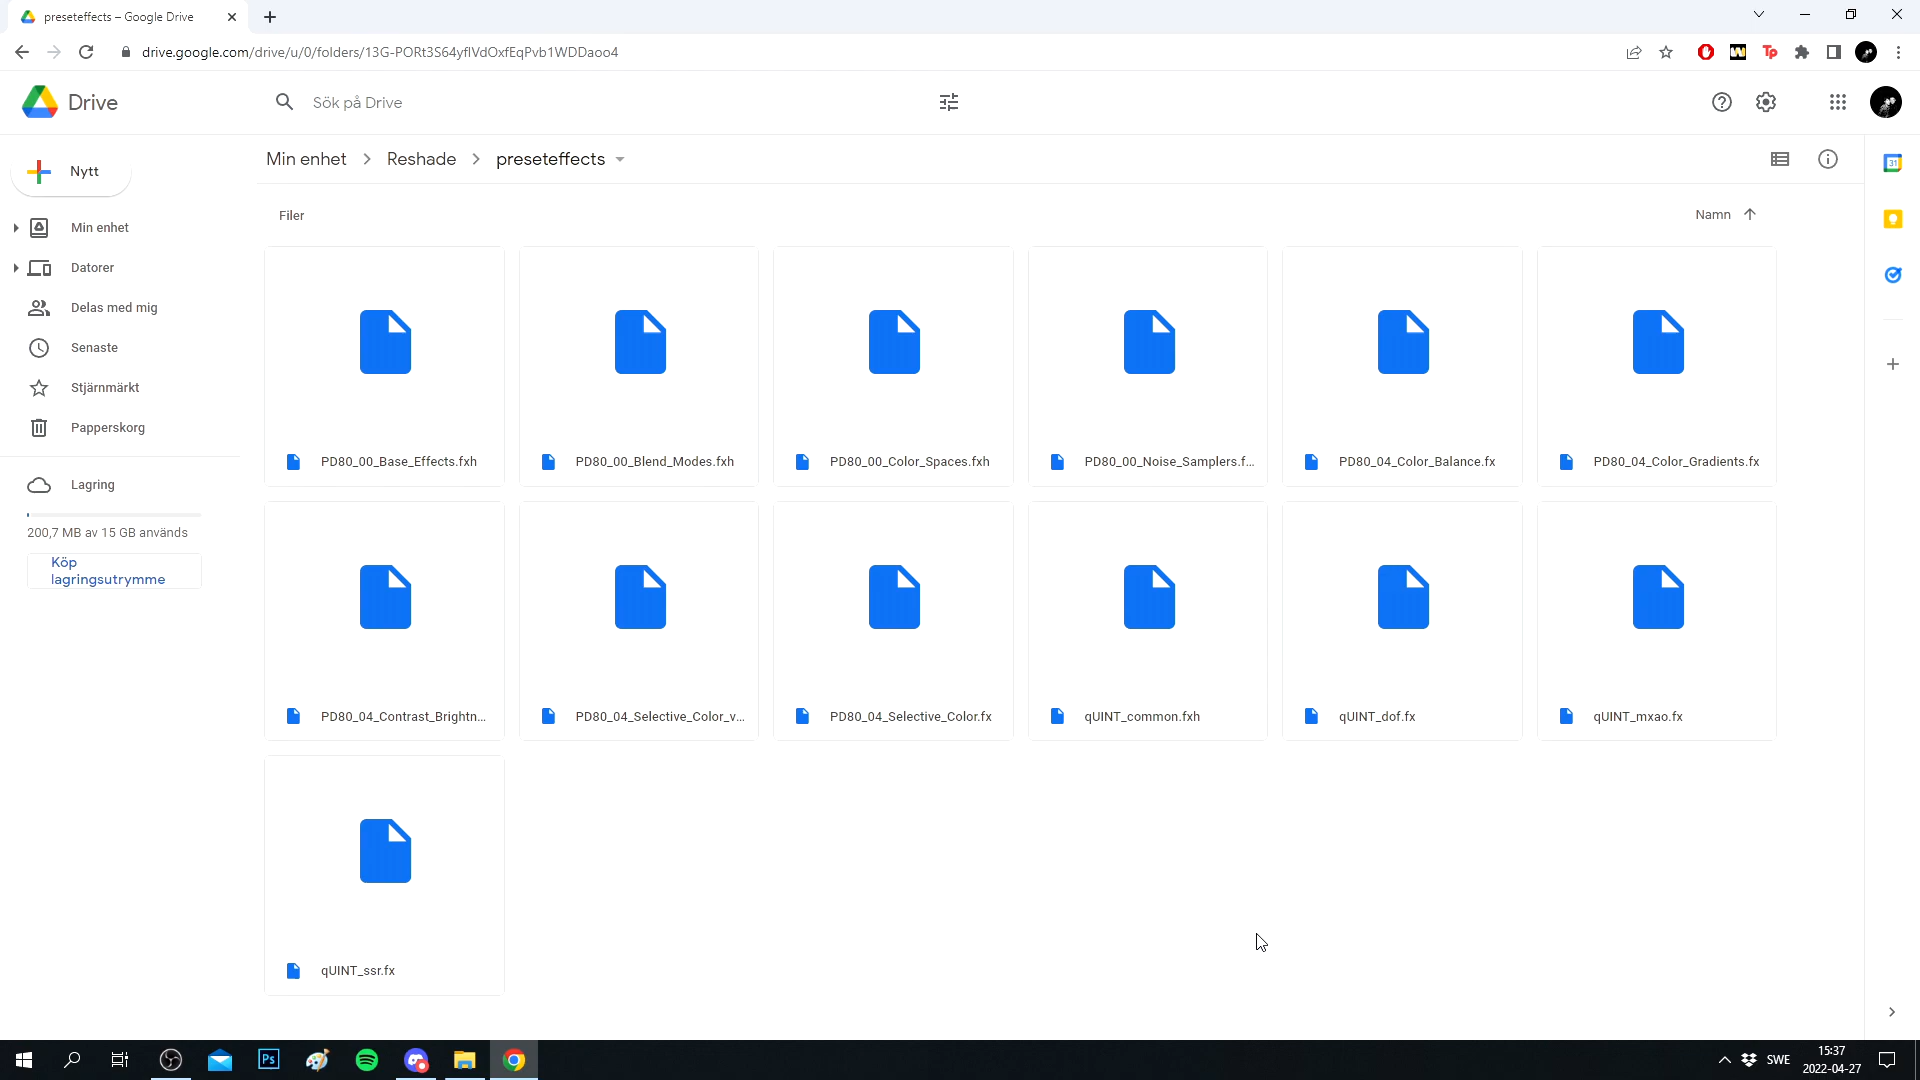 preseteffects – Google Drive
drive.google.com/drive/u/0/folders/13G-PORt3S64yflVdOxfEqPvb1WDDaoo4
W
Tp
Drive
Sök på Drive
Nytt
Min enhet
Datorer
Delas med mig
Senaste
Stjärnmärkt
Papperskorg
Lagring
200,7 MB av 15 GB används
Köp
lagringsutrymme
Min enhet > Reshade > preseteffects
Filer
Namn
31
PD80_00_Base_Effects.fxh
PD80_00_Blend_Modes.fxh
PD80_00_Color_Spaces.fxh
PD80_00_Noise_Samplers.f...
PD80_04_Color_Balance.fx
PD80_04_Color_Gradients.fx
PD80_04_Contrast_Brightn...
PD80_04_Selective_Color_v...
PD80_04_Selective_Color.fx
qUINT_common.fxh
qUINT_dof.fx
qUINT_mxao.fx
qUINT_ssr.fx
Ps
SWE
15:37
2022-04-27